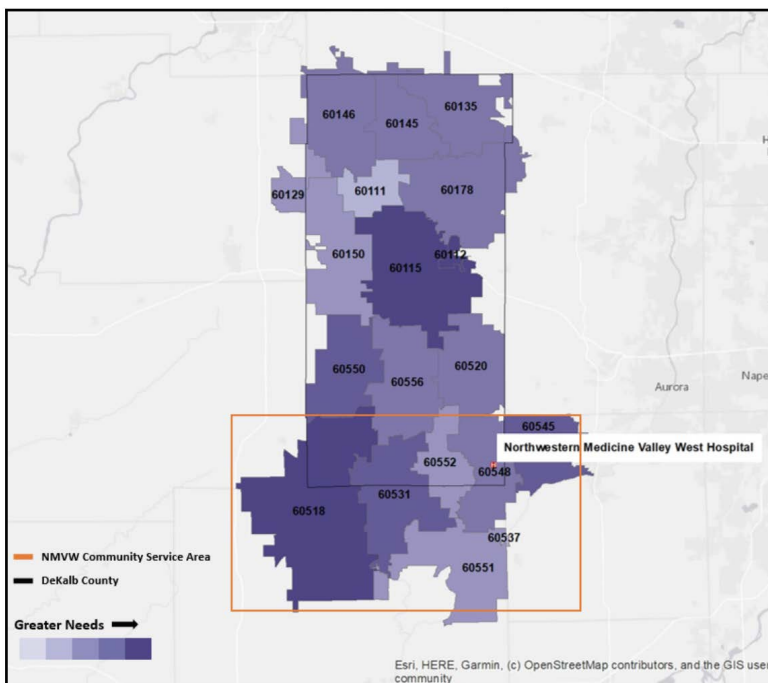 60146
60145
60135
60129
60111
60178
60150
60115
60112
60550
60556
60520
Aurora
60545
Northwestern Medicine Valley West Hospital
60552
60548
60531
60518
60537
60551
NMVW Community Service Area
DeKalb County
Greater Needs
Esri, HERE, Garmin, (c) OpenStreetMap contributors, and the GIS user
community